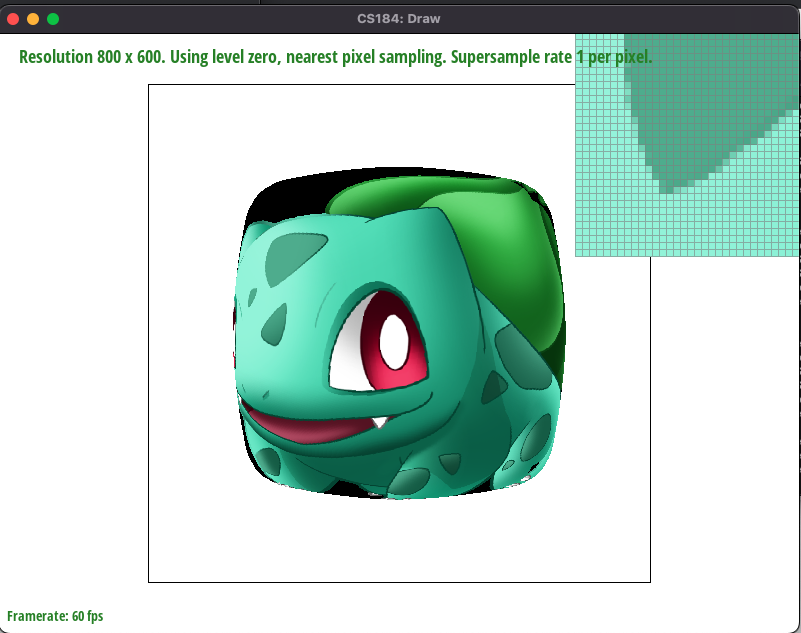 CS184: Draw
Resolution 800 x 600. Using level zero, nearest pixel sampling. Supersample rate 1 per pixel.
Framerate: 60 fps